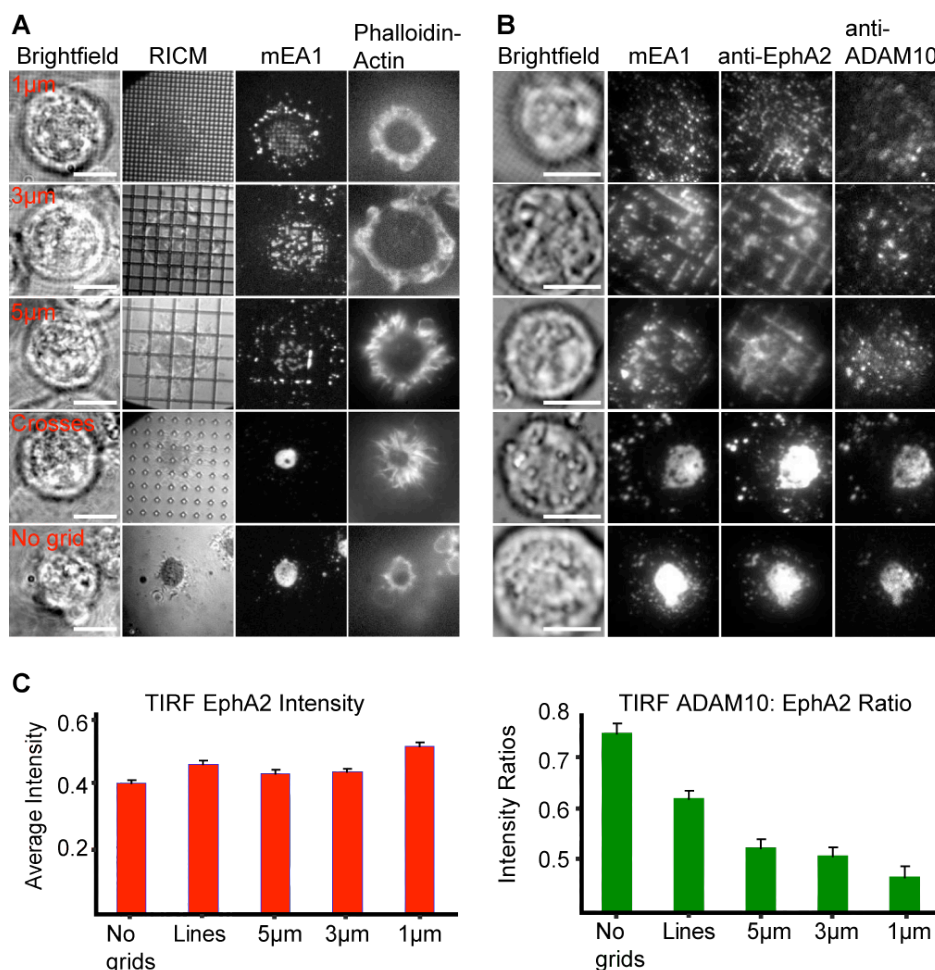 A
Brightfield RICM mEA1 Phalloidin-
Actin
1µm
3µm
5µm
Crosses
No grid
B
Brightfield mEA1 anti-EphA2 anti-
ADAM10
C
TIRF EphA2 Intensity
Average Intensity
0.6
0.4
0.2
No
grids
Lines
5µm
3µm
1µm
TIRF ADAM10: EphA2 Ratio
Intensity Ratios
0.8
0.7
0.6
0.5
No
grids
Lines
5µm
3µm
1µm